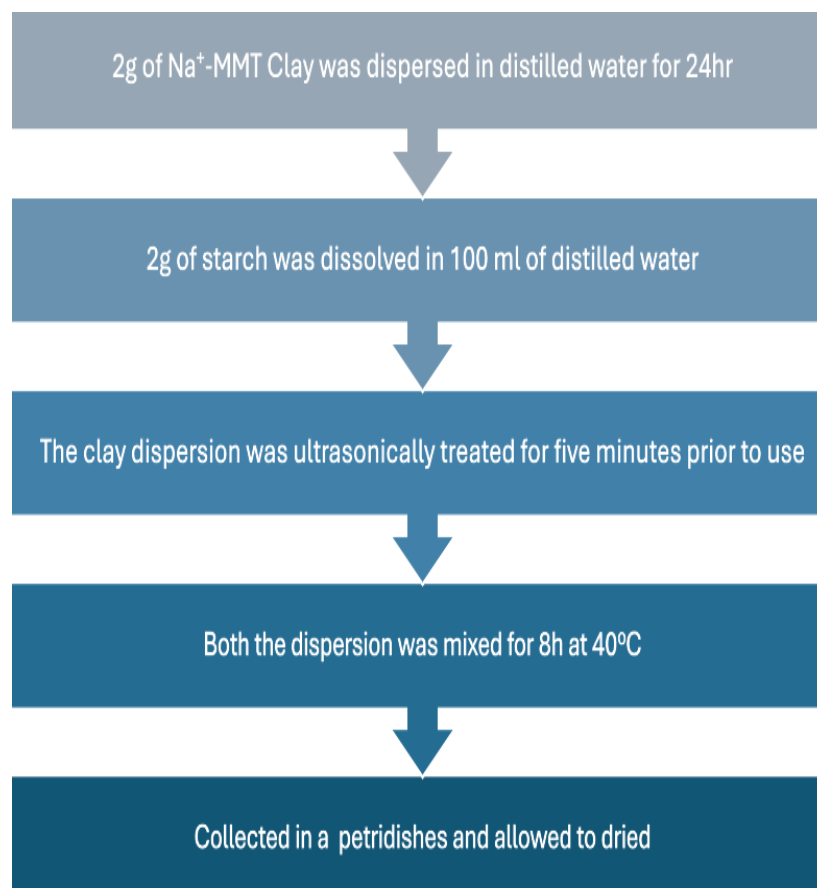 2g of Na⁺-MMT Clay was dispersed in distilled water for 24hr
2g of starch was dissolved in 100 ml of distilled water
The clay dispersion was ultrasonically treated for five minutes prior to use
Both the dispersion was mixed for 8h at 40⁰C
Collected in a petridishes and allowed to dried